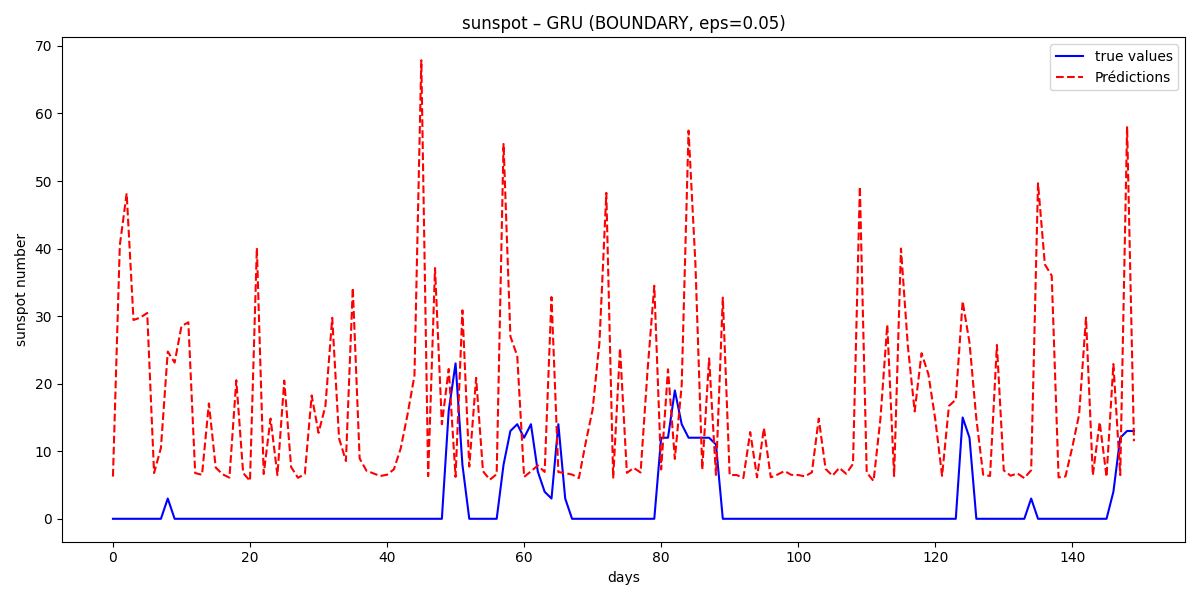 sunspot – GRU (BOUNDARY, eps=0.05)
true values
Prédictions
sunspot number
70
60
50
40
30
20
10
0
0 20 40 60 80 100 120 140
days